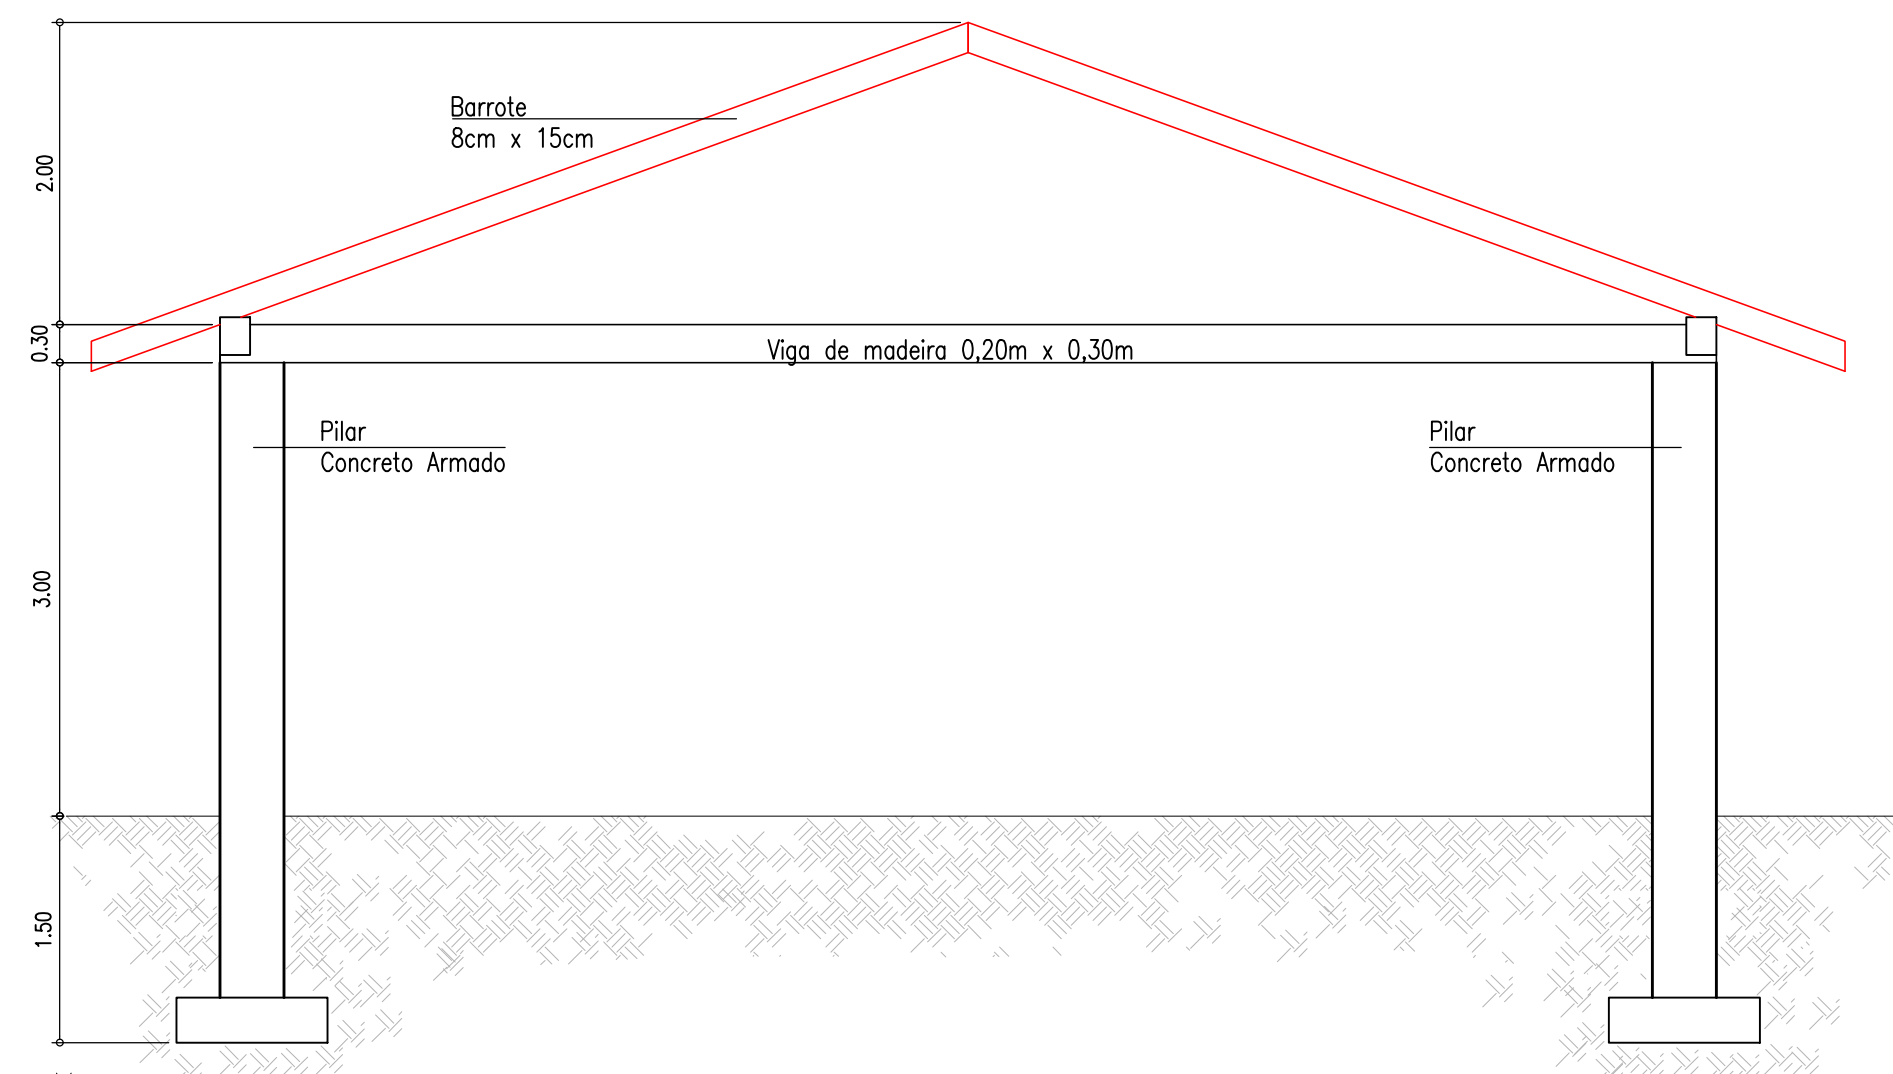 Barrote
8cm x 15cm
2.00
0.30
Viga de madeira 0,20m x 0,30m
Pilar
Concreto Armado
Pilar
Concreto Armado
3.00
1.50